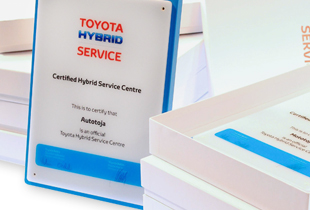 TOYOTA
HYBRID
SERVICE
Certified Hybrid Service Centre
This is to certify that
Autotoja
is an official
Toyota Hybrid Service Centre